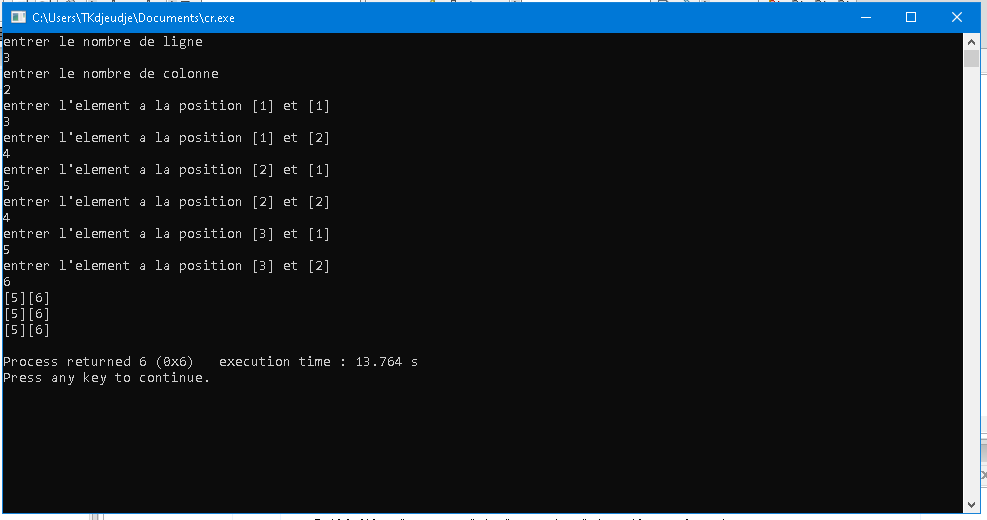 C:\Users\TKdjeudje\Documents\cr.exe
entrer le nombre de ligne
3
entrer le nombre de colonne
2
entrer l'element a la position [1] et [1]
3
entrer l'element a la position [1] et [2]
4
entrer l'element a la position [2] et [1]
5
entrer l'element a la position [2] et [2]
4
entrer l'element a la position [3] et [1]
5
entrer l'element a la position [3] et [2]
6
[5][6]
[5][6]
[5][6]
Process returned 6 (0x6)   execution time : 13.764 s
Press any key to continue.